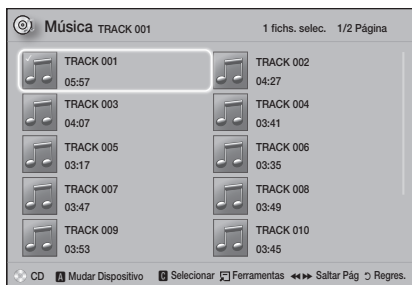 Música TRACK 001 1 fichs. selec. 1/2 Página
TRACK 001 TRACK 002
05:57 04:27
TRACK 003 TRACK 004
04:07 03:41
TRACK 005 TRACK 006
03:17 03:35
TRACK 007 TRACK 008
03:47 03:49
TRACK 009 TRACK 010
03:53 03:45
CD A Mudar Dispositivo C Selecionar Ferramentas Saltar Pág Regres.